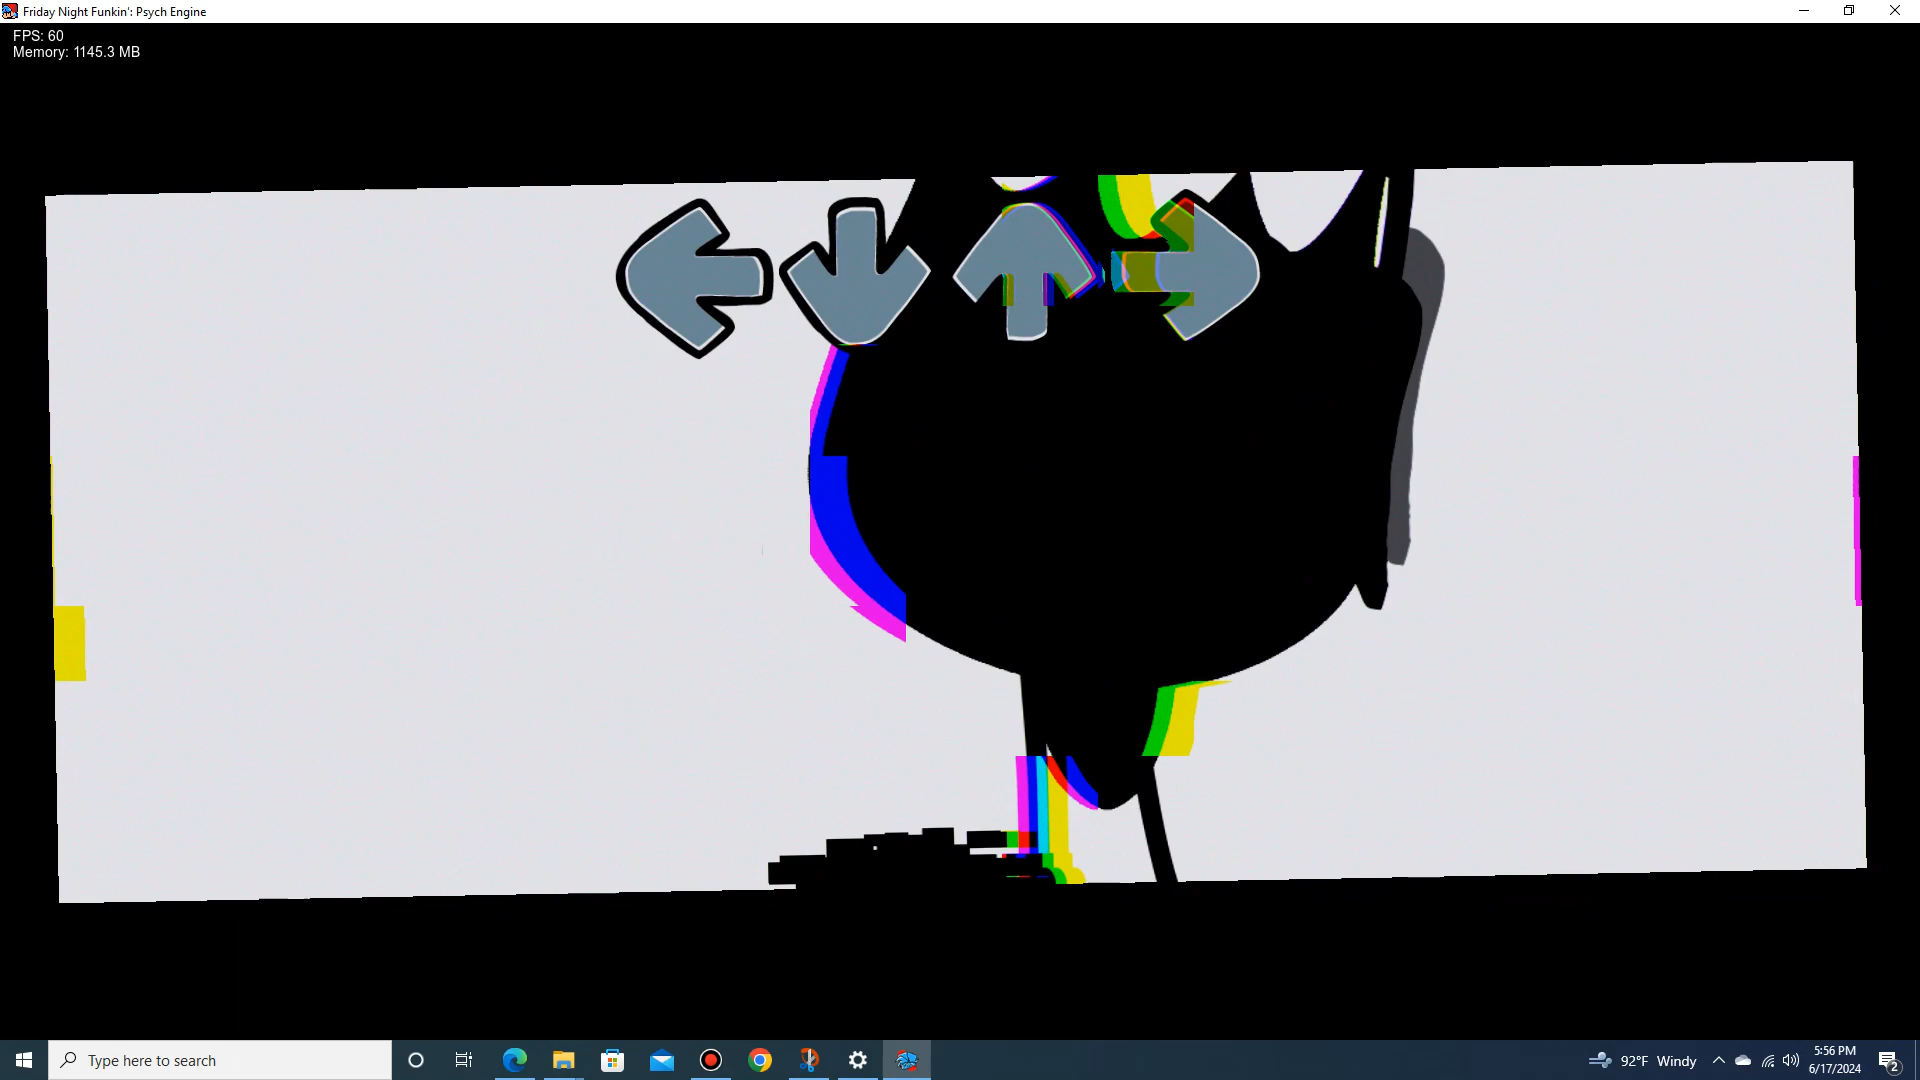 Friday Night Funkin': Psych Engine
FPS: 60
Memory: 1145.3 MB
Type here to search
92°F Windy
5:56 PM
6/17/2024
2